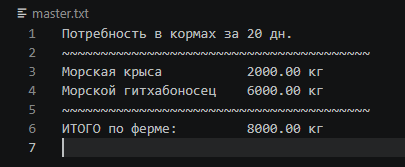 master.txt
1 Потребность в кормах за 20 дн.
2 ~~~~~~~~~~~~~~~~~~~~~~~~~~~~~~~~~~~~~~~~
3 Морская крыса           2000.00 кг
4 Морской гитхабоносец    6000.00 кг
5 ~~~~~~~~~~~~~~~~~~~~~~~~~~~~~~~~~~~~~~~~
6 ИТОГО по ферме:         8000.00 кг
7